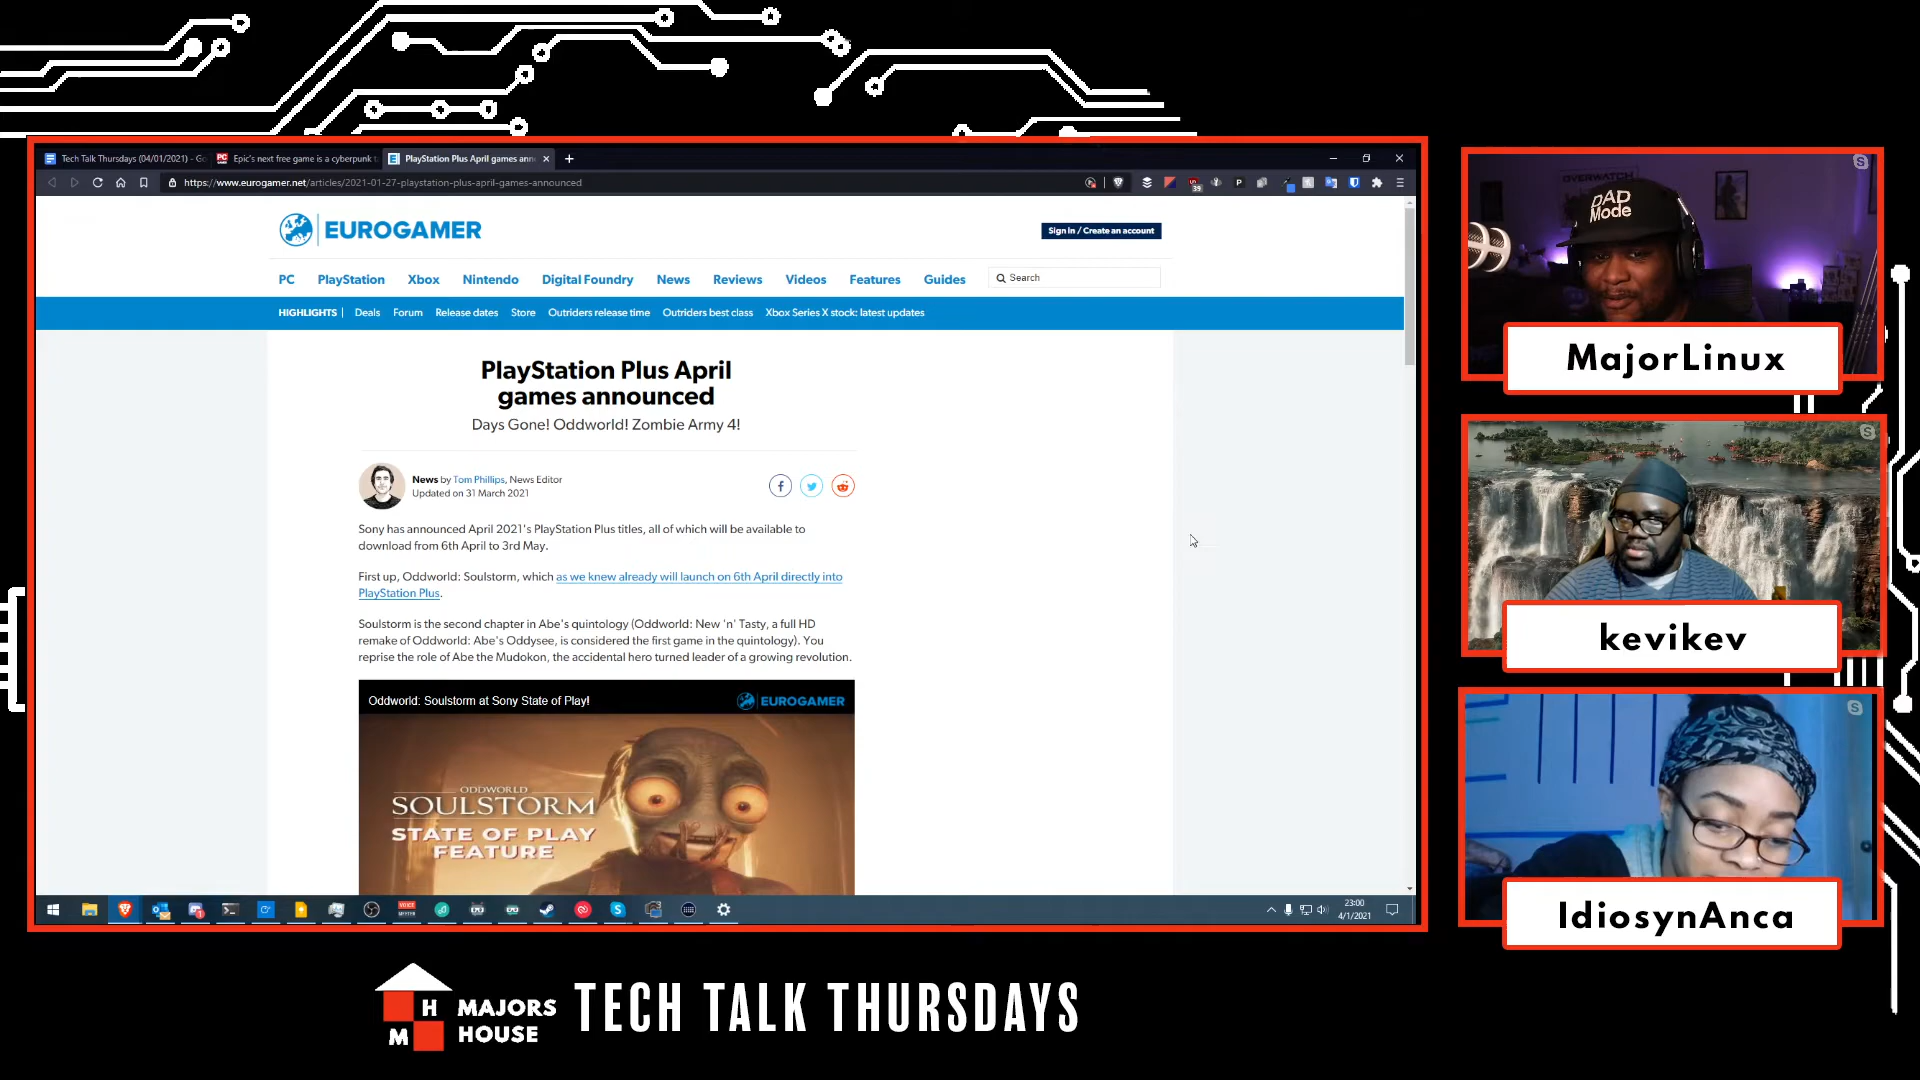 Tech Talk Thursdays (04/01/2021) - Go
Epic's next free game is a cyberpunk t
PlayStation Plus April games ann
https://www.eurogamer.net/articles/2021-01-27-playstation-plus-april-games-announced
39
EUROGAMER
Sign in / Create an account
PC PlayStation Xbox Nintendo Digital Foundry News Reviews Videos Features Guides
Search
HIGHLIGHTS | Deals Forum Release dates Store Outriders release time Outriders best class Xbox Series X stock: latest updates
PlayStation Plus April
games announced
Days Gone! Oddworld! Zombie Army 4!
News by Tom Phillips, News Editor
Updated on 31 March 2021
Sony has announced April 2021's PlayStation Plus titles, all of which will be available to
download from 6th April to 3rd May.
First up, Oddworld: Soulstorm, which as we knew already will launch on 6th April directly into
PlayStation Plus.
Soulstorm is the second chapter in Abe's quintology (Oddworld: New 'n' Tasty, a full HD
remake of Oddworld: Abe's Oddysee, is considered the first game in the quintology). You
reprise the role of Abe the Mudokon, the accidental hero turned leader of a growing revolution.
Oddworld: Soulstorm at Sony State of Play!
EUROGAMER
ODDWORLD
SOULSTORM
STATE OF PLAY
FEATURE
23:00
4/1/2021
OVERWATCH
DAD
MODE
MajorLinux
kevikev
IdiosynAnca
H
M
MAJORS
HOUSE
TECH TALK THURSDAYS